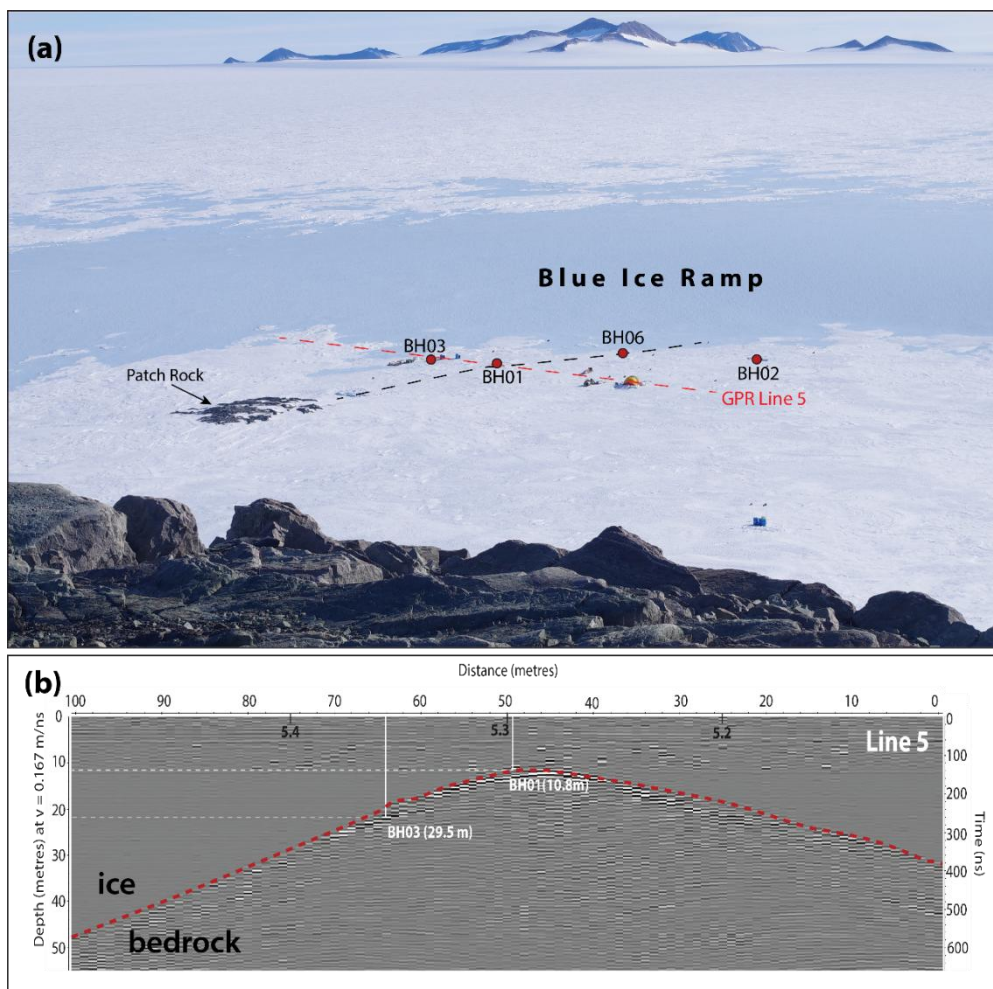 (a)
Blue Ice Ramp
BH03
BH06
BH01
BH02
Patch Rock
GPR Line 5
(b)
Distance (metres)
100 90 80 70 60 50 40 30 20 10 0
0 5.4 5.3 5.2 Line 5 0
10 100
BH01(10.8m)
20 200
BH03 (29.5 m)
30 300
ice
40 400
bedrock
500
50 600
Depth (metres) at v = 0.167 m/ns
Time (ns)